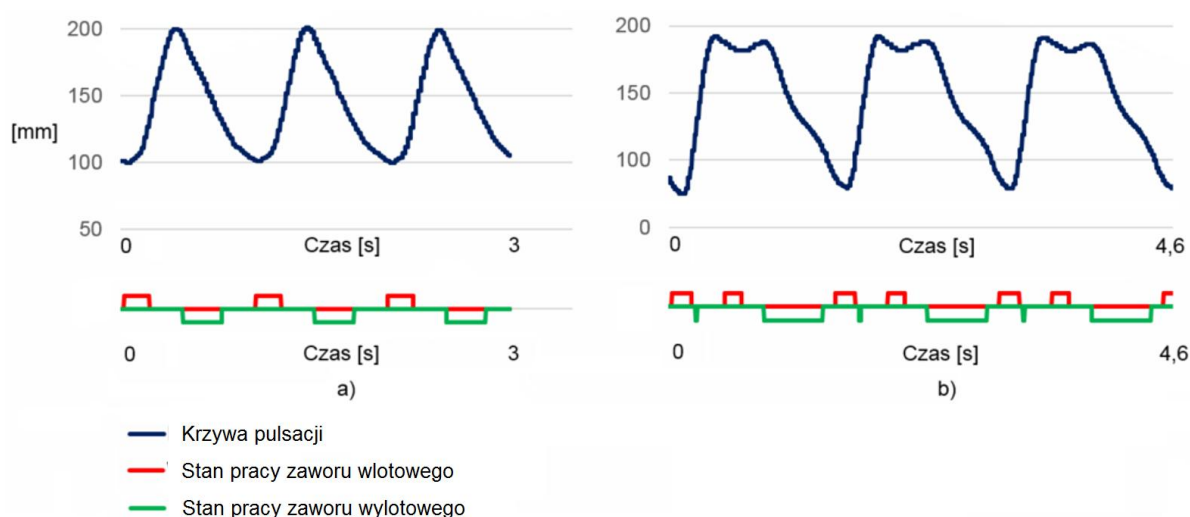 200
150
[mm]
100
50
0 Czas [s] 3
0 Czas [s] 3
a)
200
150
100
0
0 Czas [s] 4,6
0 Czas [s] 4,6
b)
Krzywa pulsacji
Stan pracy zaworu wlotowego
Stan pracy zaworu wylotowego